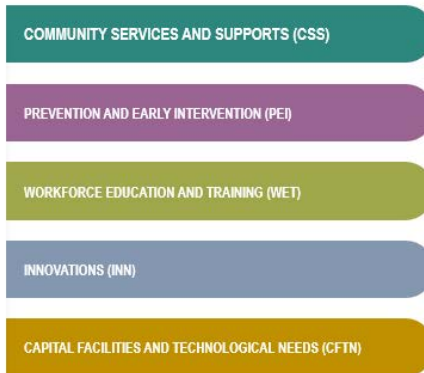 COMMUNITY SERVICES AND SUPPORTS (CSS)
PREVENTION AND EARLY INTERVENTION (PEI)
WORKFORCE EDUCATION AND TRAINING (WET)
INNOVATIONS (INN)
CAPITAL FACILITIES AND TECHNOLOGICAL NEEDS (CFTN)